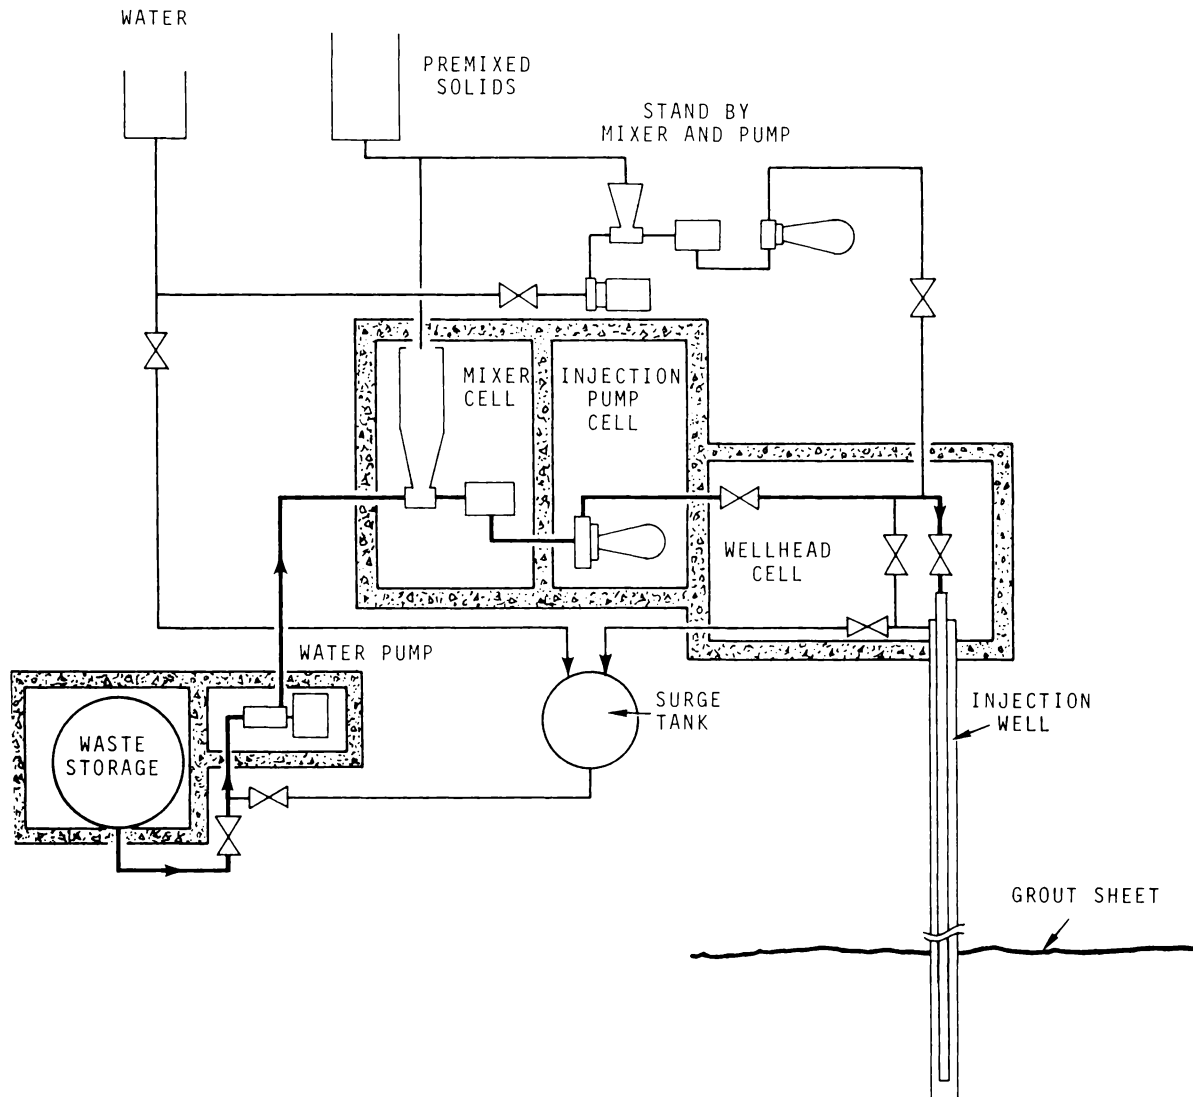 WATER
PREMIXED
SOLIDS
STAND BY
MIXER AND PUMP
MIXER
CELL
INJECTION
PUMP
CELL
WELLHEAD
CELL
WATER PUMP
SURGE
TANK
INJECTION
WELL
WASTE
STORAGE
GROUT SHEET